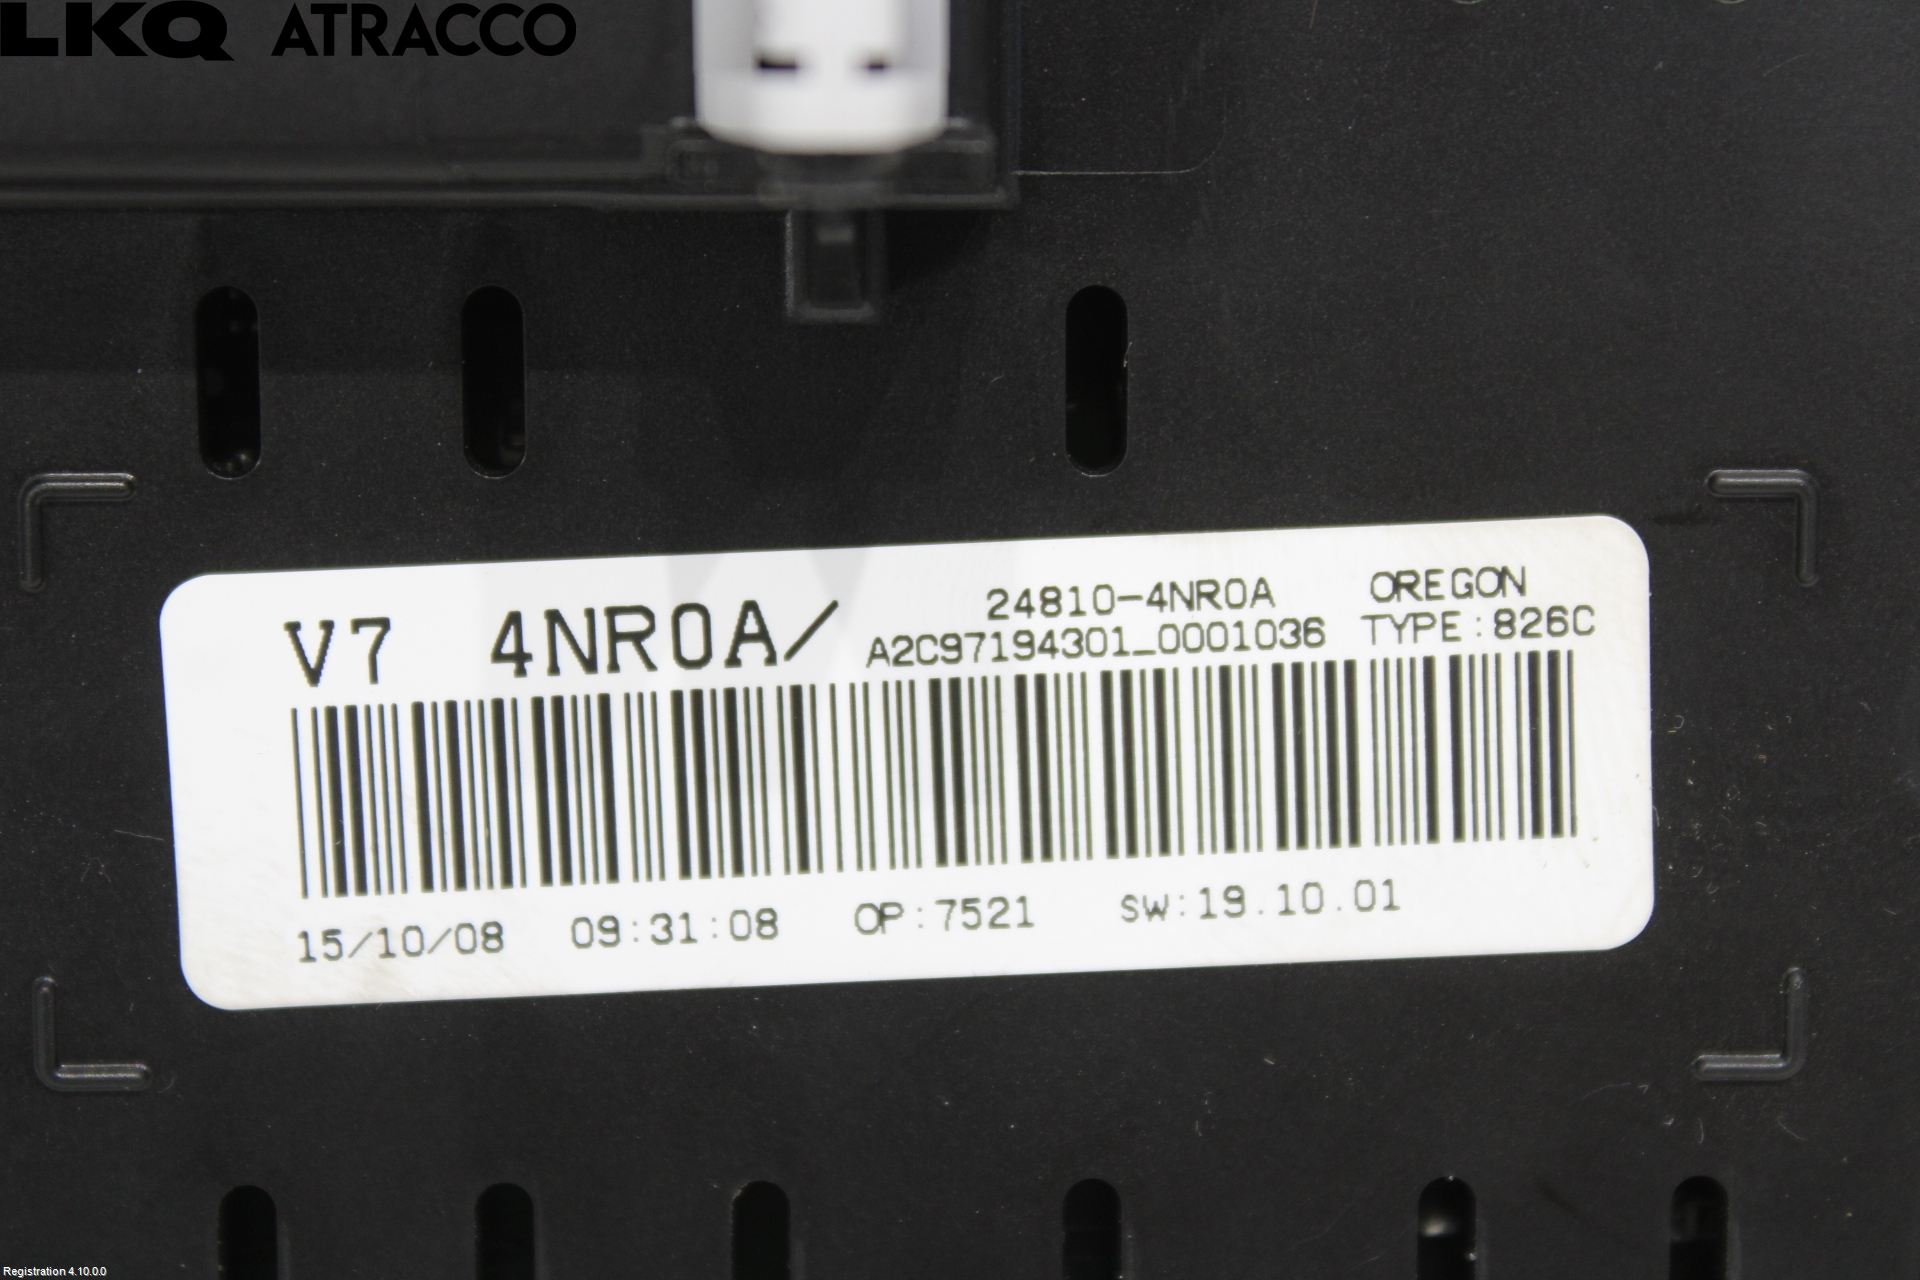 LKQ ATRACCO
V7 4NR0A/ 24810-4NR0A OREGON
A2C97194301_0001036 TYPE:826C
15/10/08 09:31:08 OP:7521 SW:19.10.01
Registration 4.10.0.0